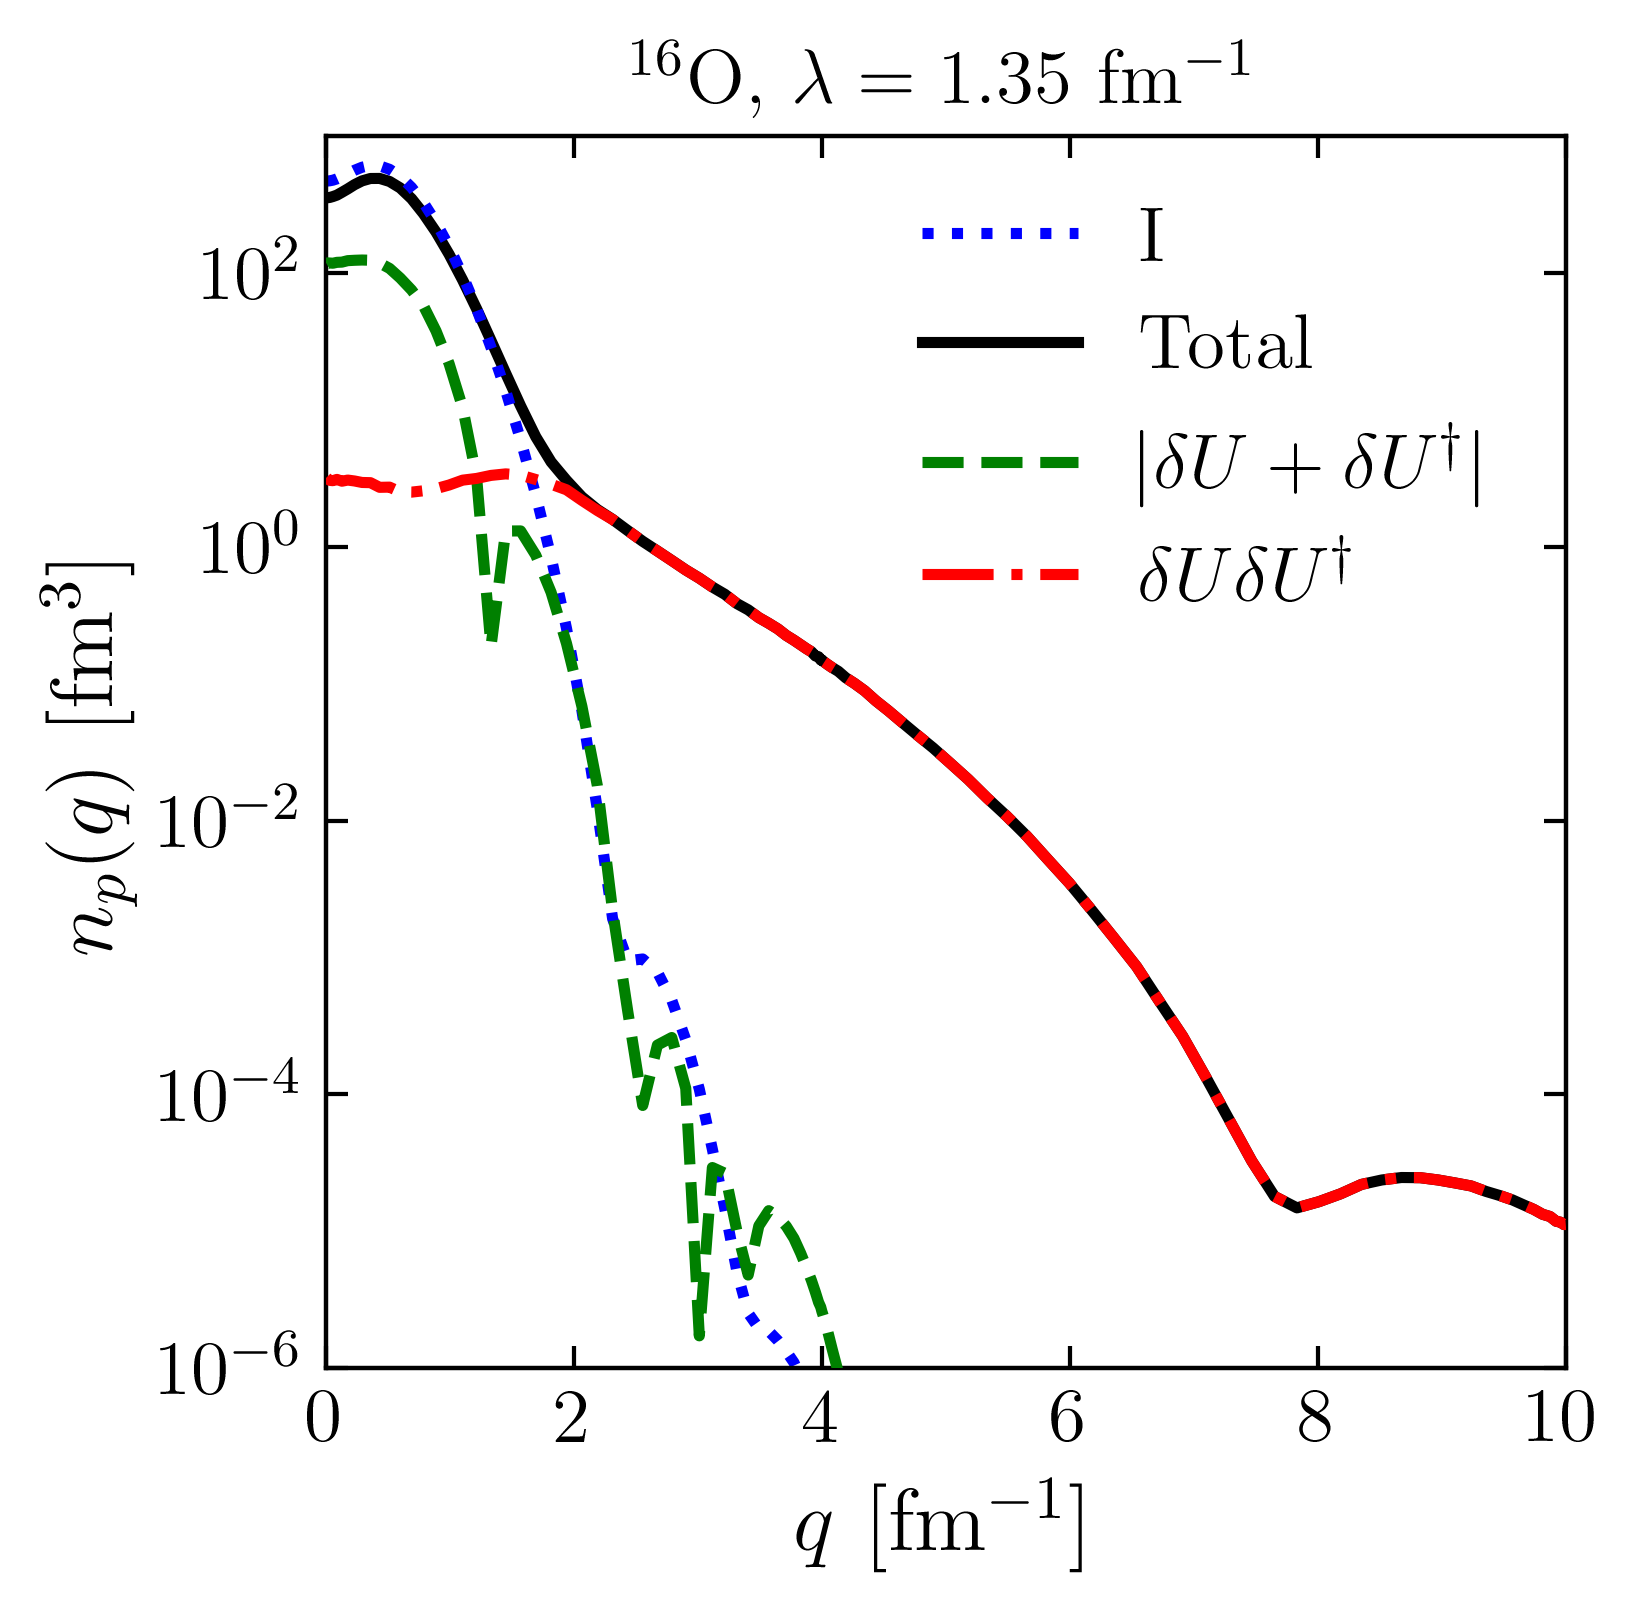 ¹⁶O, λ = 1.35 fm⁻¹
I
Total
|δU + δU†|
δUδU†
n_p(q) [fm³]
10²
10⁰
10⁻²
10⁻⁴
10⁻⁶
0 2 4 6 8 10
q [fm⁻¹]